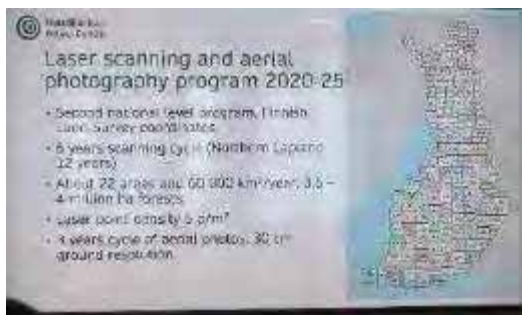 Laser scanning and aerial
photography program 2020-25
• Second national level program, Finnish
Land Survey coordinates
• 6 years scanning cycle (Northern Lapland
12 years)
• About 22 areas and 60 000 km²/year, 3.5 –
4 million ha forests
• Laser point density 5 p/m²
• 3 years cycle of aerial photos, 30 cm
ground resolution